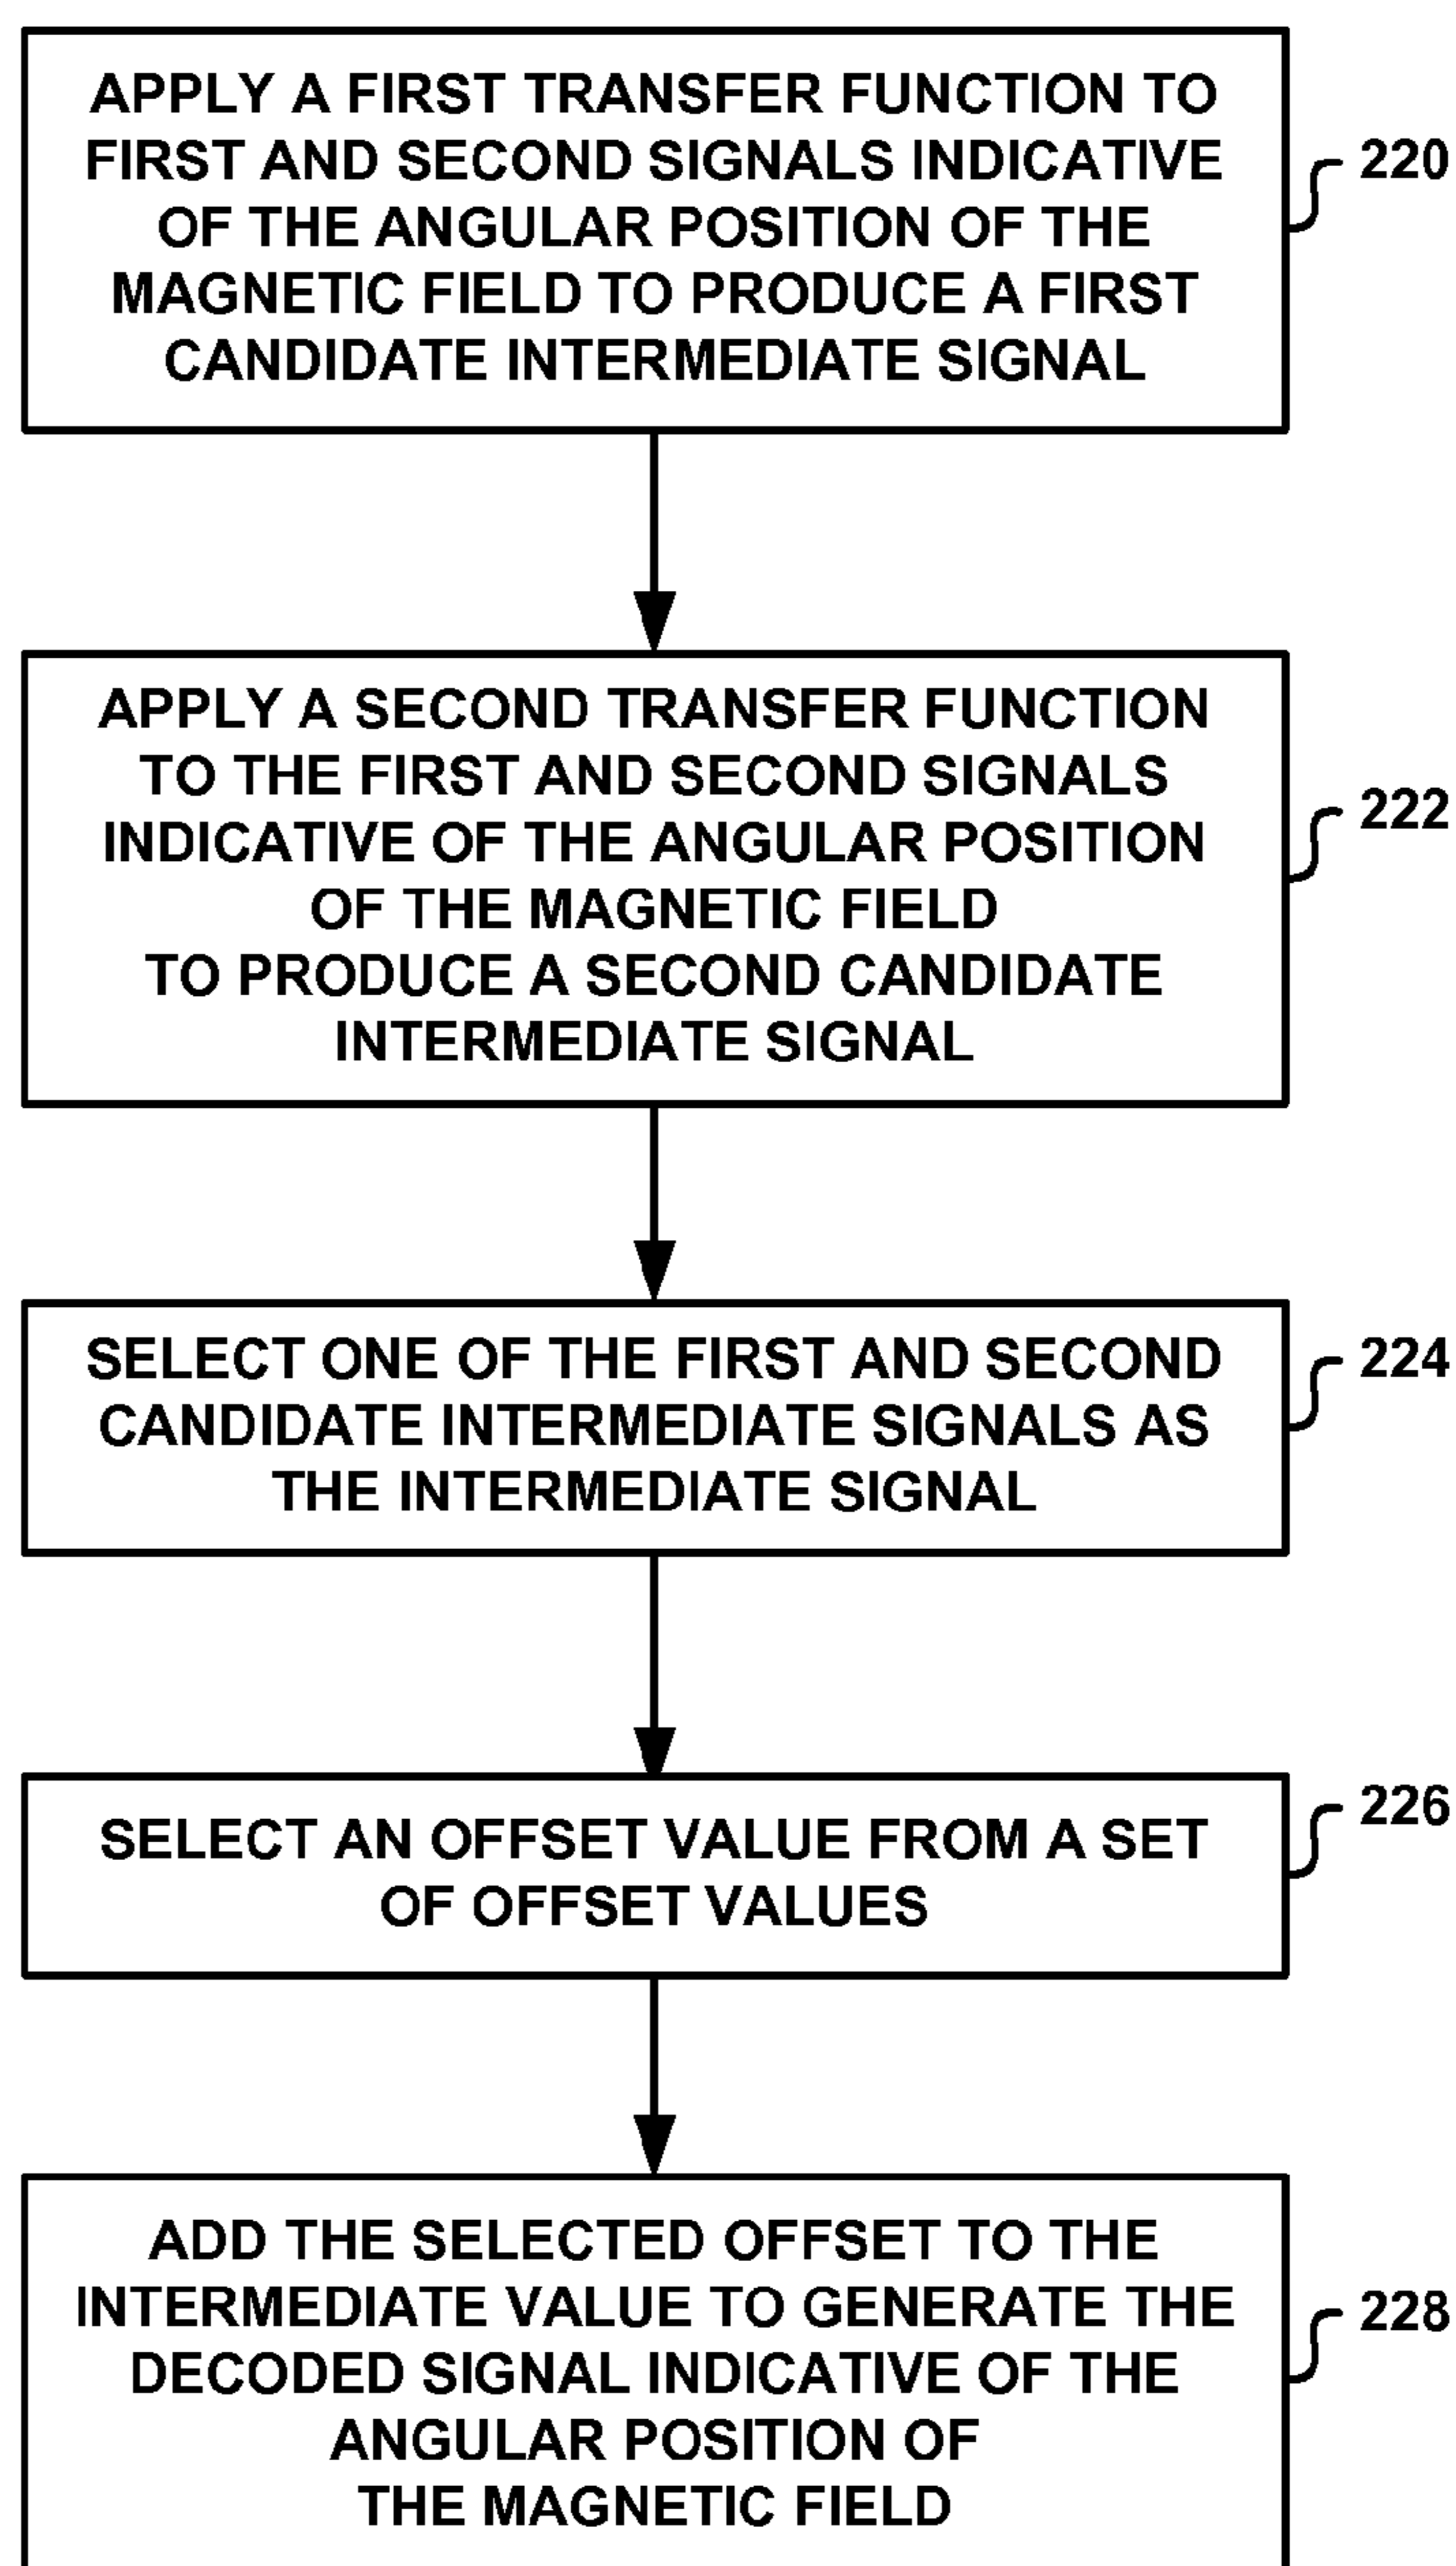 APPLY A FIRST TRANSFER FUNCTION TO
FIRST AND SECOND SIGNALS INDICATIVE
OF THE ANGULAR POSITION OF THE
MAGNETIC FIELD TO PRODUCE A FIRST
CANDIDATE INTERMEDIATE SIGNAL
220
APPLY A SECOND TRANSFER FUNCTION
TO THE FIRST AND SECOND SIGNALS
INDICATIVE OF THE ANGULAR POSITION
OF THE MAGNETIC FIELD
TO PRODUCE A SECOND CANDIDATE
INTERMEDIATE SIGNAL
222
SELECT ONE OF THE FIRST AND SECOND
CANDIDATE INTERMEDIATE SIGNALS AS
THE INTERMEDIATE SIGNAL
224
SELECT AN OFFSET VALUE FROM A SET
OF OFFSET VALUES
226
ADD THE SELECTED OFFSET TO THE
INTERMEDIATE VALUE TO GENERATE THE
DECODED SIGNAL INDICATIVE OF THE
ANGULAR POSITION OF
THE MAGNETIC FIELD
228